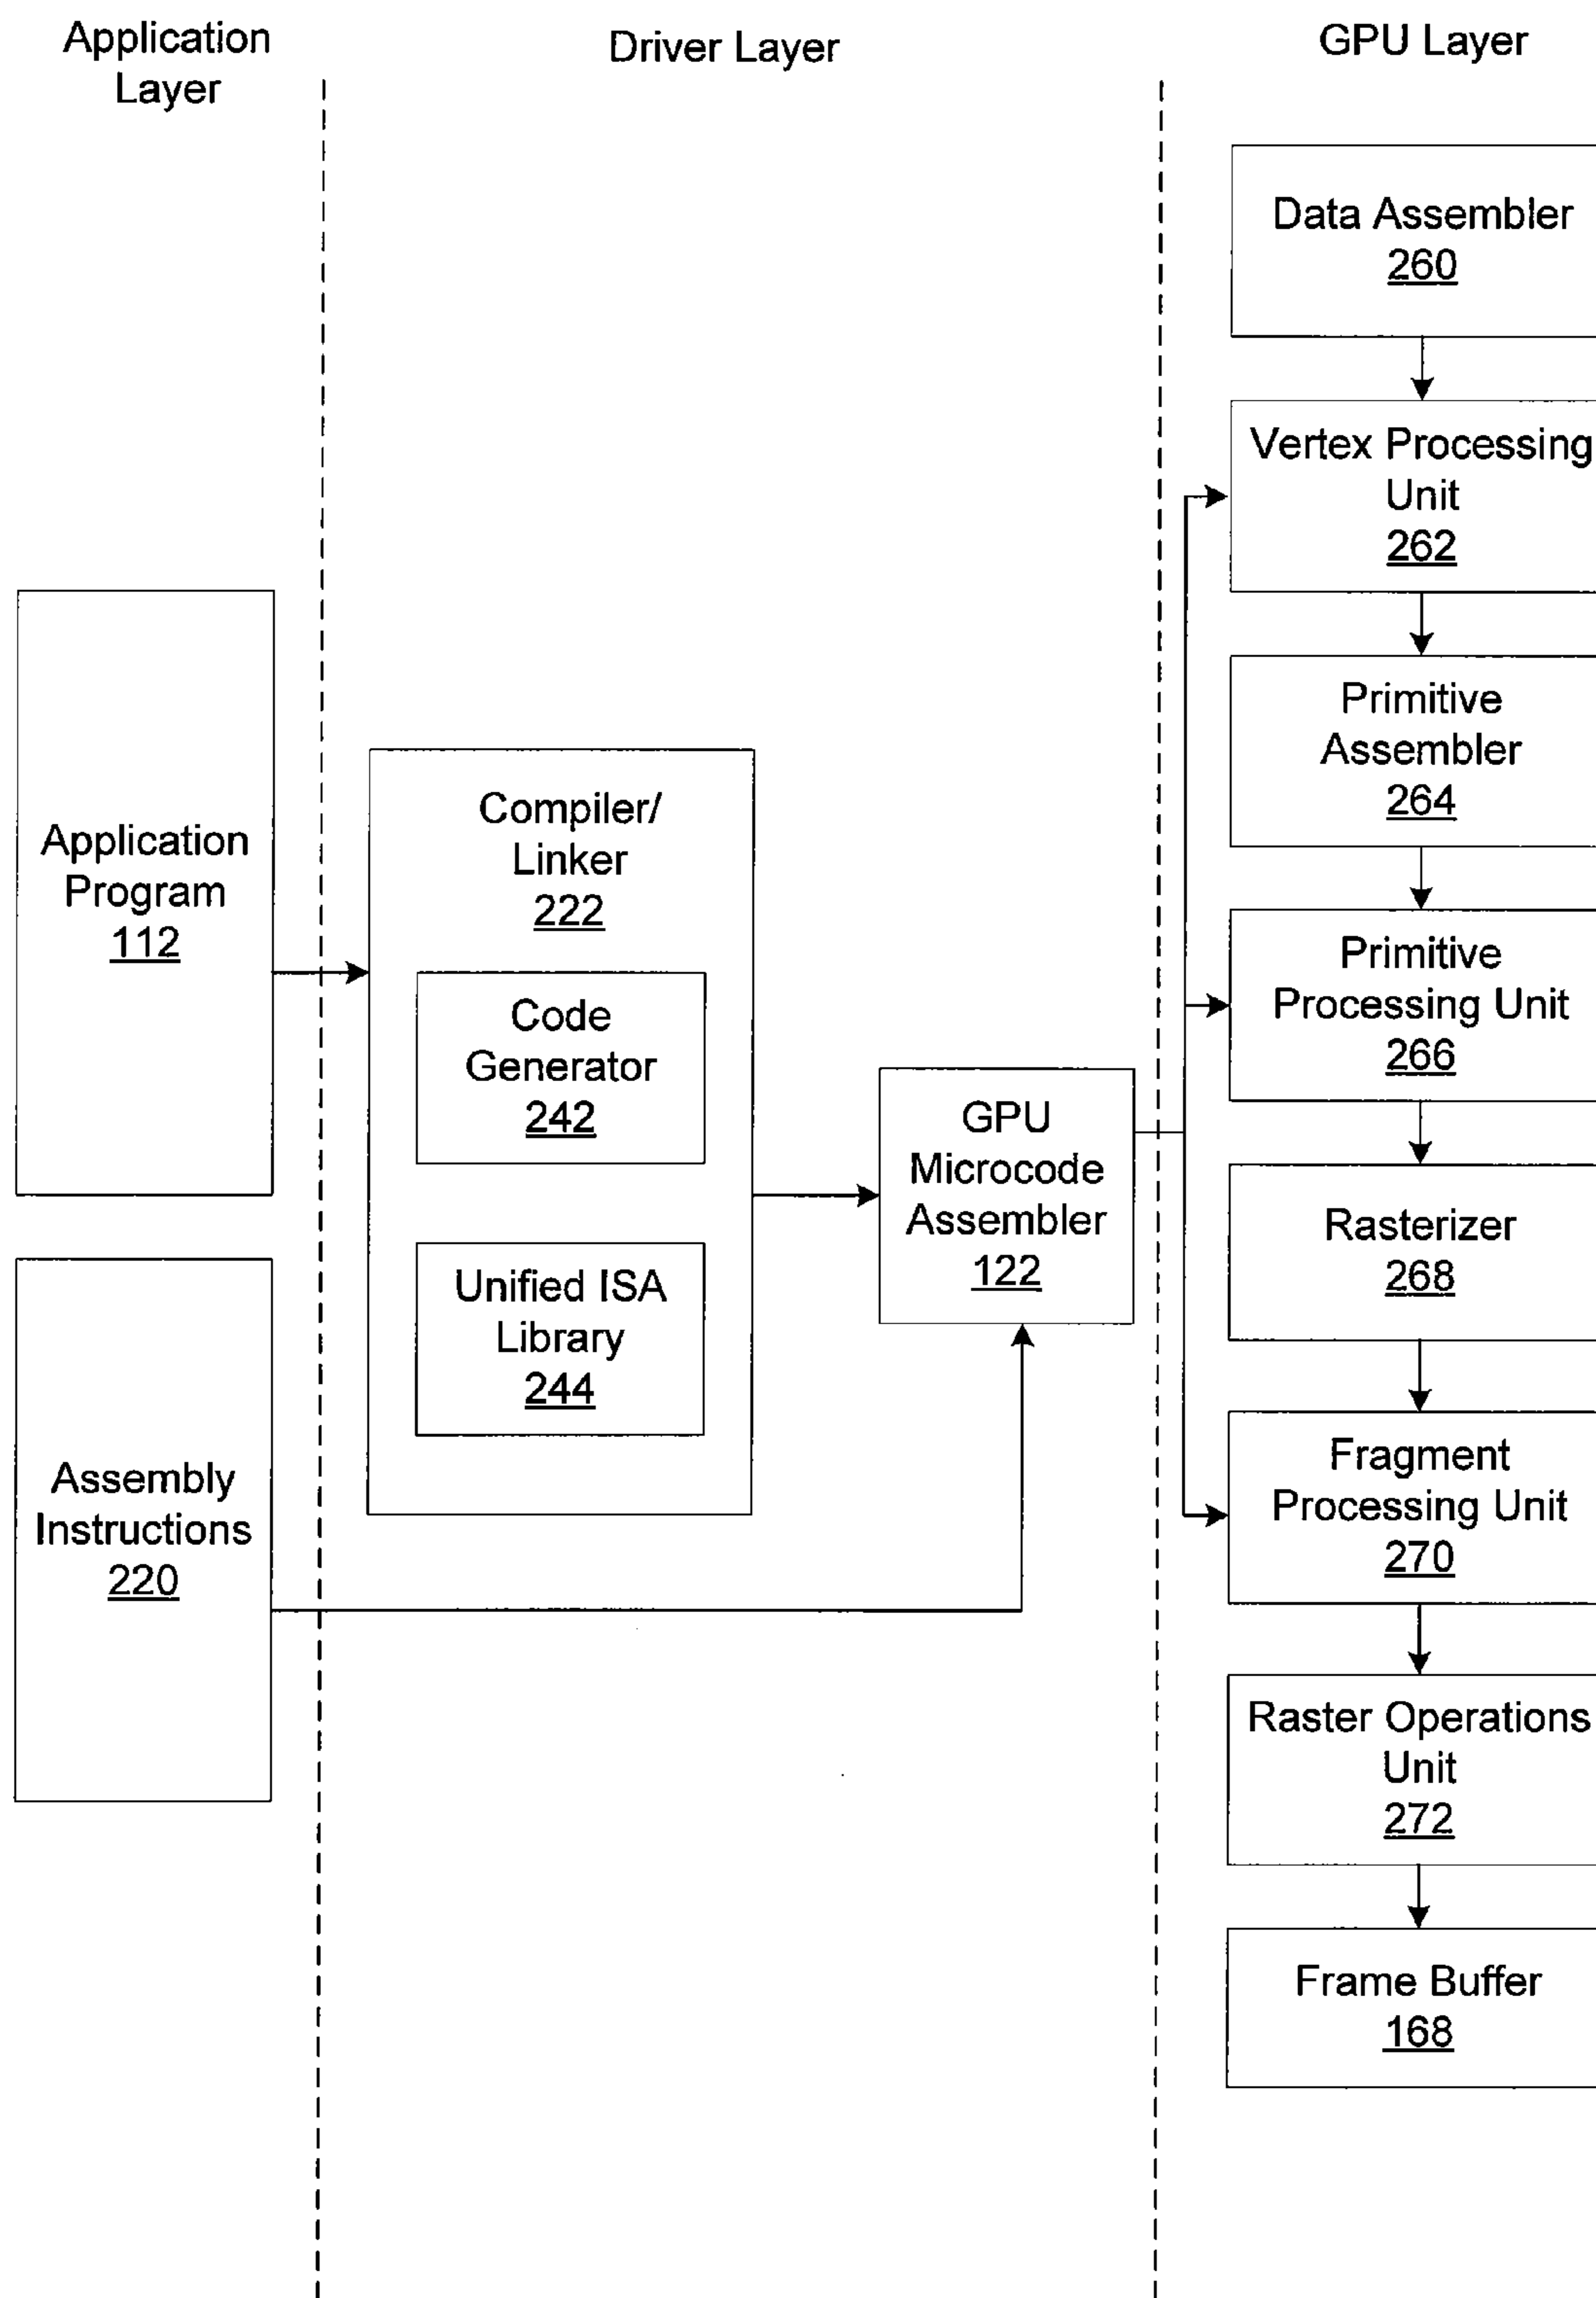 Application
Layer
Driver Layer
GPU Layer
Application
Program
112
Assembly
Instructions
220
Compiler/
Linker
222
Code
Generator
242
Unified ISA
Library
244
GPU
Microcode
Assembler
122
Data Assembler
260
Vertex Processing
Unit
262
Primitive
Assembler
264
Primitive
Processing Unit
266
Rasterizer
268
Fragment
Processing Unit
270
Raster Operations
Unit
272
Frame Buffer
168